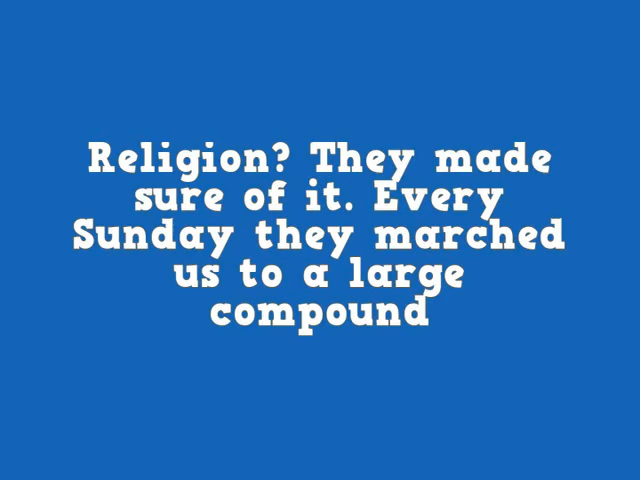 Religion? They made
sure of it. Every
Sunday they marched
us to a large
compound